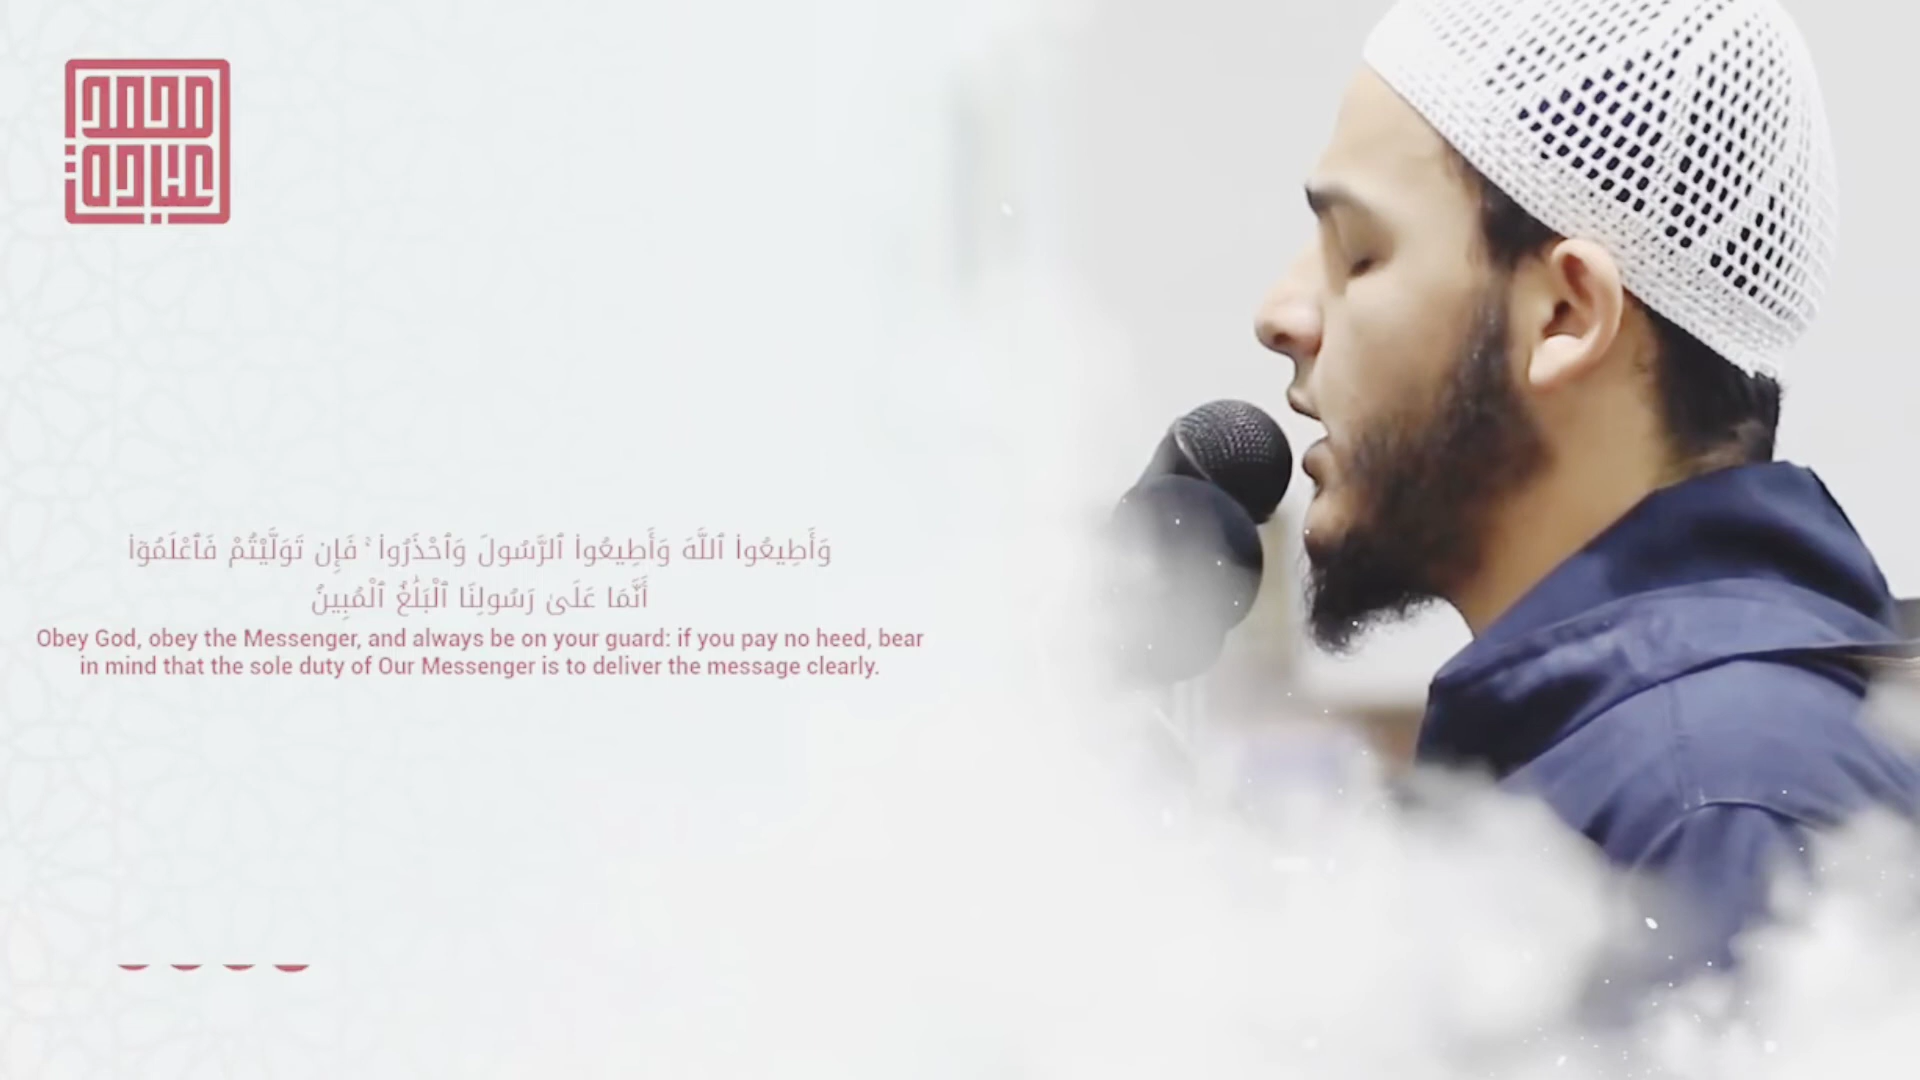 محمد
عبادة
وَأَطِيعُوا۟ ٱللَّهَ وَأَطِيعُوا۟ ٱلرَّسُولَ وَٱحْذَرُوا۟ ۚ فَإِن تَوَلَّيْتُمْ فَٱعْلَمُوٓا۟
أَنَّمَا عَلَىٰ رَسُولِنَا ٱلْبَلَٰغُ ٱلْمُبِينُ
Obey God, obey the Messenger, and always be on your guard: if you pay no heed, bear
in mind that the sole duty of Our Messenger is to deliver the message clearly.